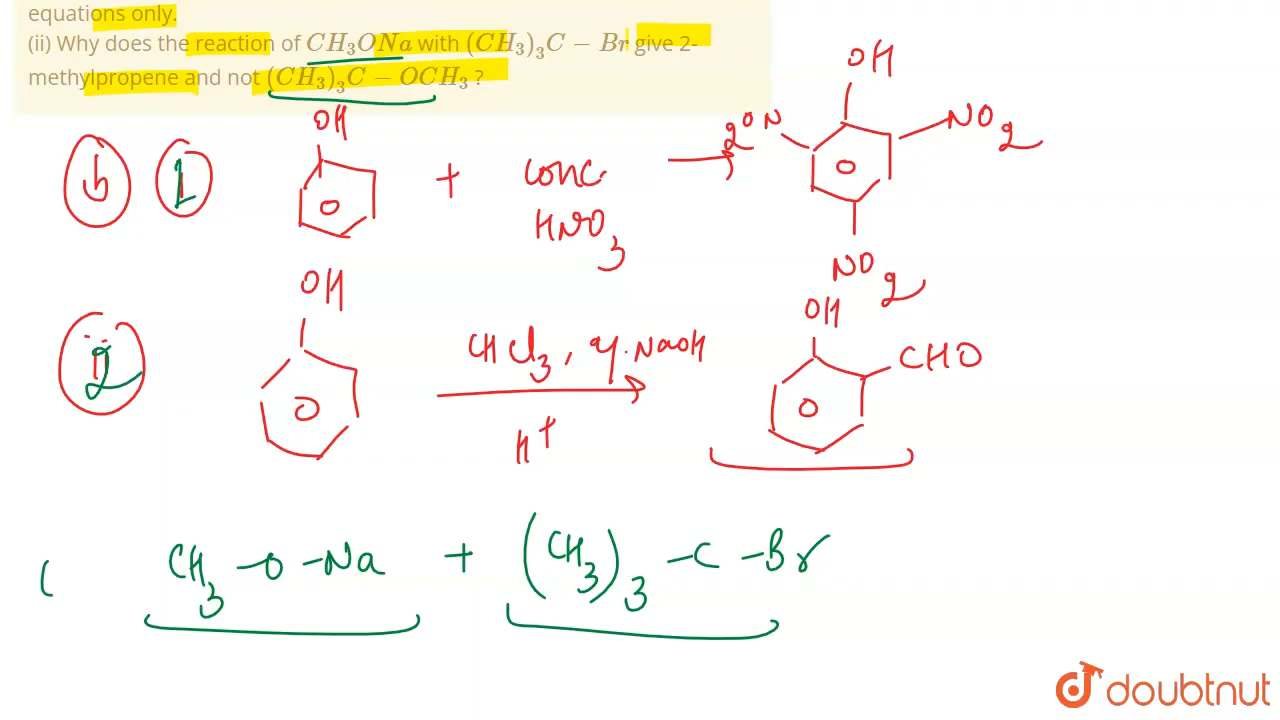 equations only.
(ii) Why does the reaction of CH₃ONa with (CH₃)₃C − Br give 2-
methylpropene and not (CH₃)₃C − OCH₃ ?
OH
OH
b 1 + conc. → 2ON NO2
HNO3
NO2
OH
OH
ii 2 CHCl3, aq. NaOH CHO
H+
( CH3 – O – Na + (CH3)3 – C – Br
doubtnut